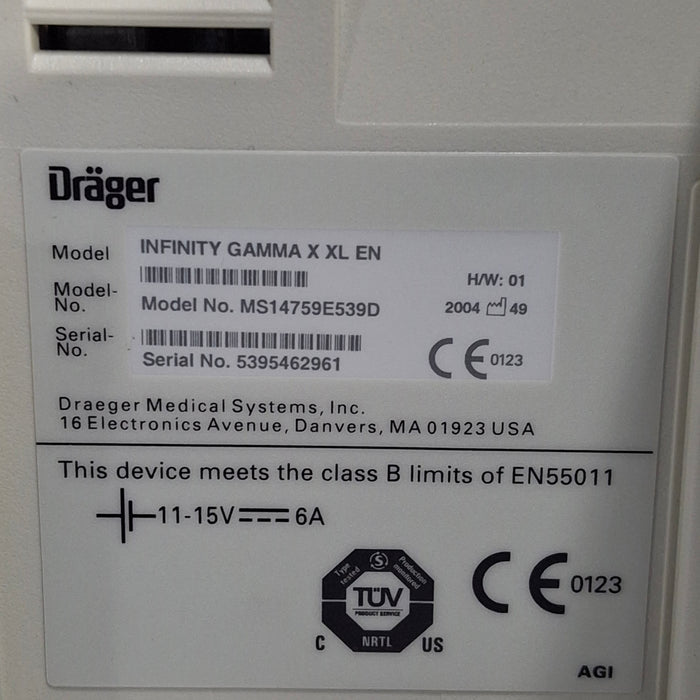 Dräger
Model INFINITY GAMMA X XL EN
H/W: 01
Model-No. Model No. MS14759E539D
2004 49
Serial-No. Serial No. 5395462961
CE 0123
Draeger Medical Systems, Inc.
16 Electronics Avenue, Danvers, MA 01923 USA
This device meets the class B limits of EN55011
11-15V 6A
Type tested
S
Production monitored
TÜV
PRODUCT SERVICE
C NRTL US
CE 0123
AGI